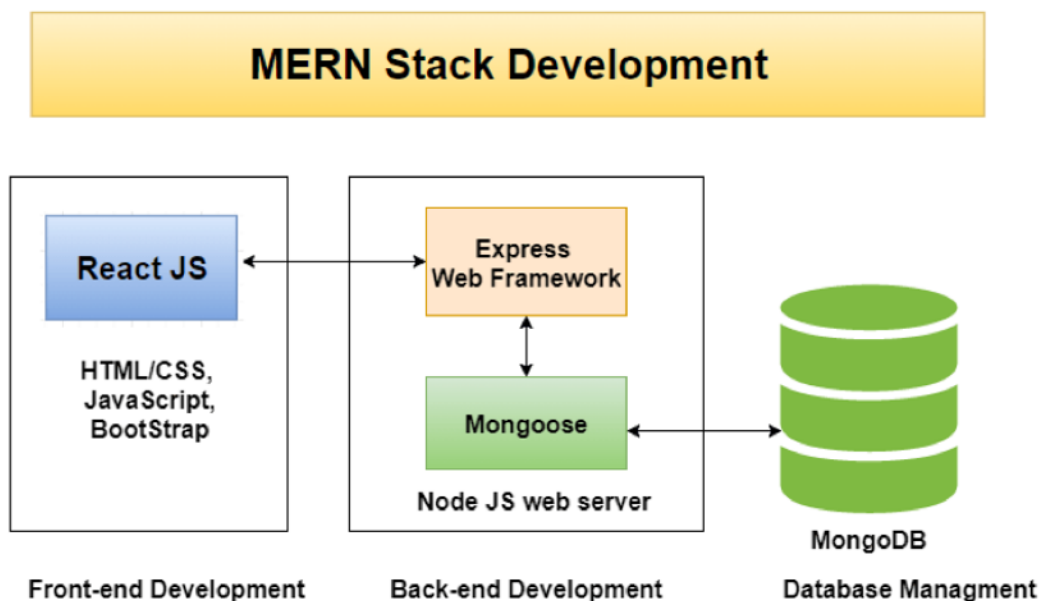 MERN Stack Development
React JS
HTML/CSS,
JavaScript,
BootStrap
Express
Web Framework
Mongoose
Node JS web server
MongoDB
Front-end Development
Back-end Development
Database Managment